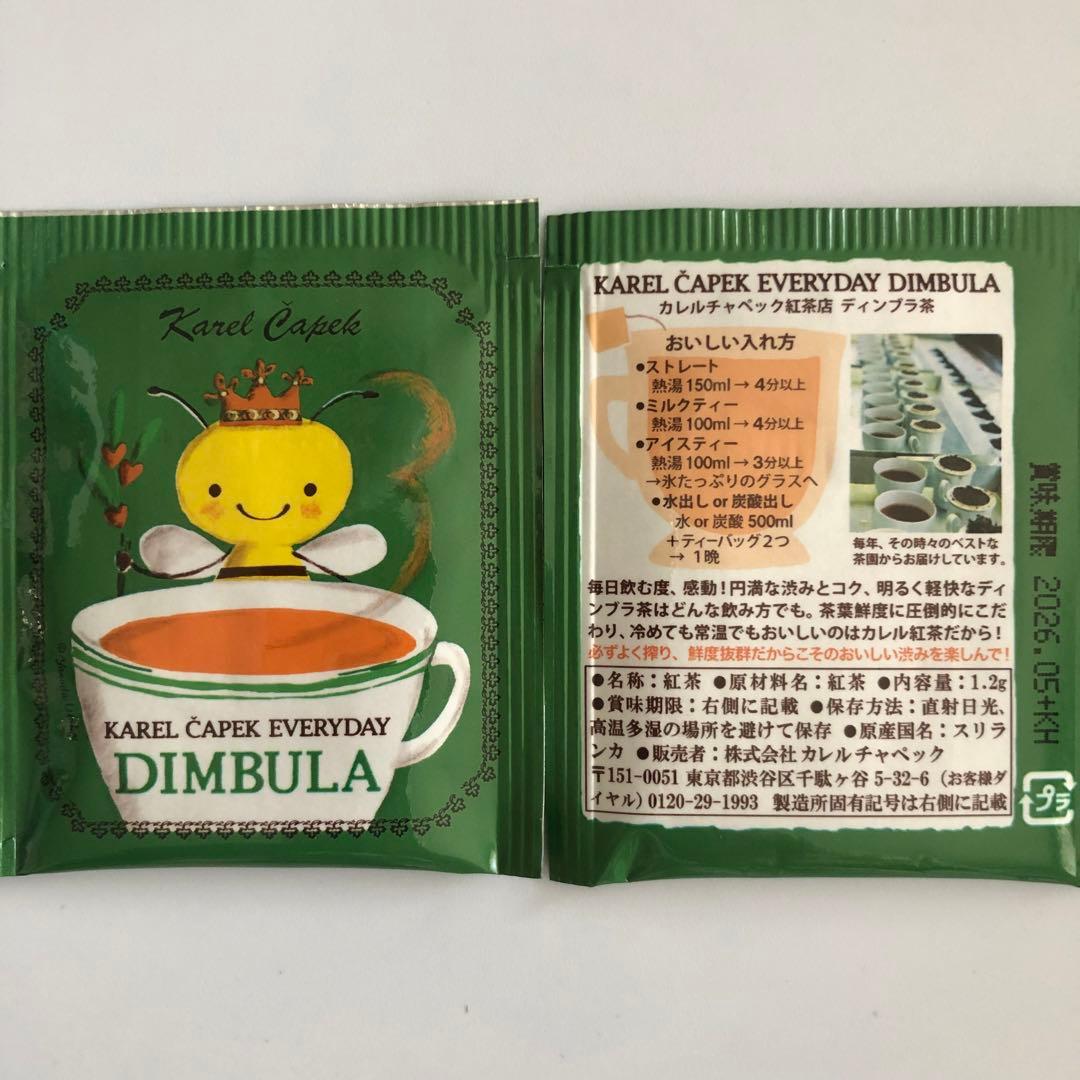 Karel Čapek
KAREL ČAPEK EVERYDAY
DIMBULA
KAREL ČAPEK EVERYDAY DIMBULA
カレルチャペック紅茶店 ディンブラ茶
おいしい入れ方
●ストレート
熱湯150ml→4分以上
●ミルクティー
熱湯100ml→4分以上
●アイスティー
熱湯100ml→3分以上
→氷たっぷりのグラスへ
●水出し or 炭酸出し
水 or 炭酸 500ml
+ティーバッグ2つ
→ 1晩
毎年、その時々のベストな
茶園からお届けしています。
毎日飲む度、感動!円満な渋みとコク、明るく軽快なディ
ンブラ茶はどんな飲み方でも。茶葉鮮度に圧倒的にこだ
わり、冷めても常温でもおいしいのはカレル紅茶だから!
必ずよく搾り、鮮度抜群だからこそのおいしい渋みを楽しんで!
●名称:紅茶 ●原材料名:紅茶 ●内容量:1.2g
●賞味期限:右側に記載 ●保存方法:直射日光、
高温多湿の場所を避けて保存 ●原産国名:スリラ
ンカ ●販売者:株式会社カレルチャペック
〒151-0051 東京都渋谷区千駄ヶ谷 5-32-6 (お客様ダ
イヤル) 0120-29-1993 製造所固有記号は右側に記載
賞味期限 2026.05+KH
プラ